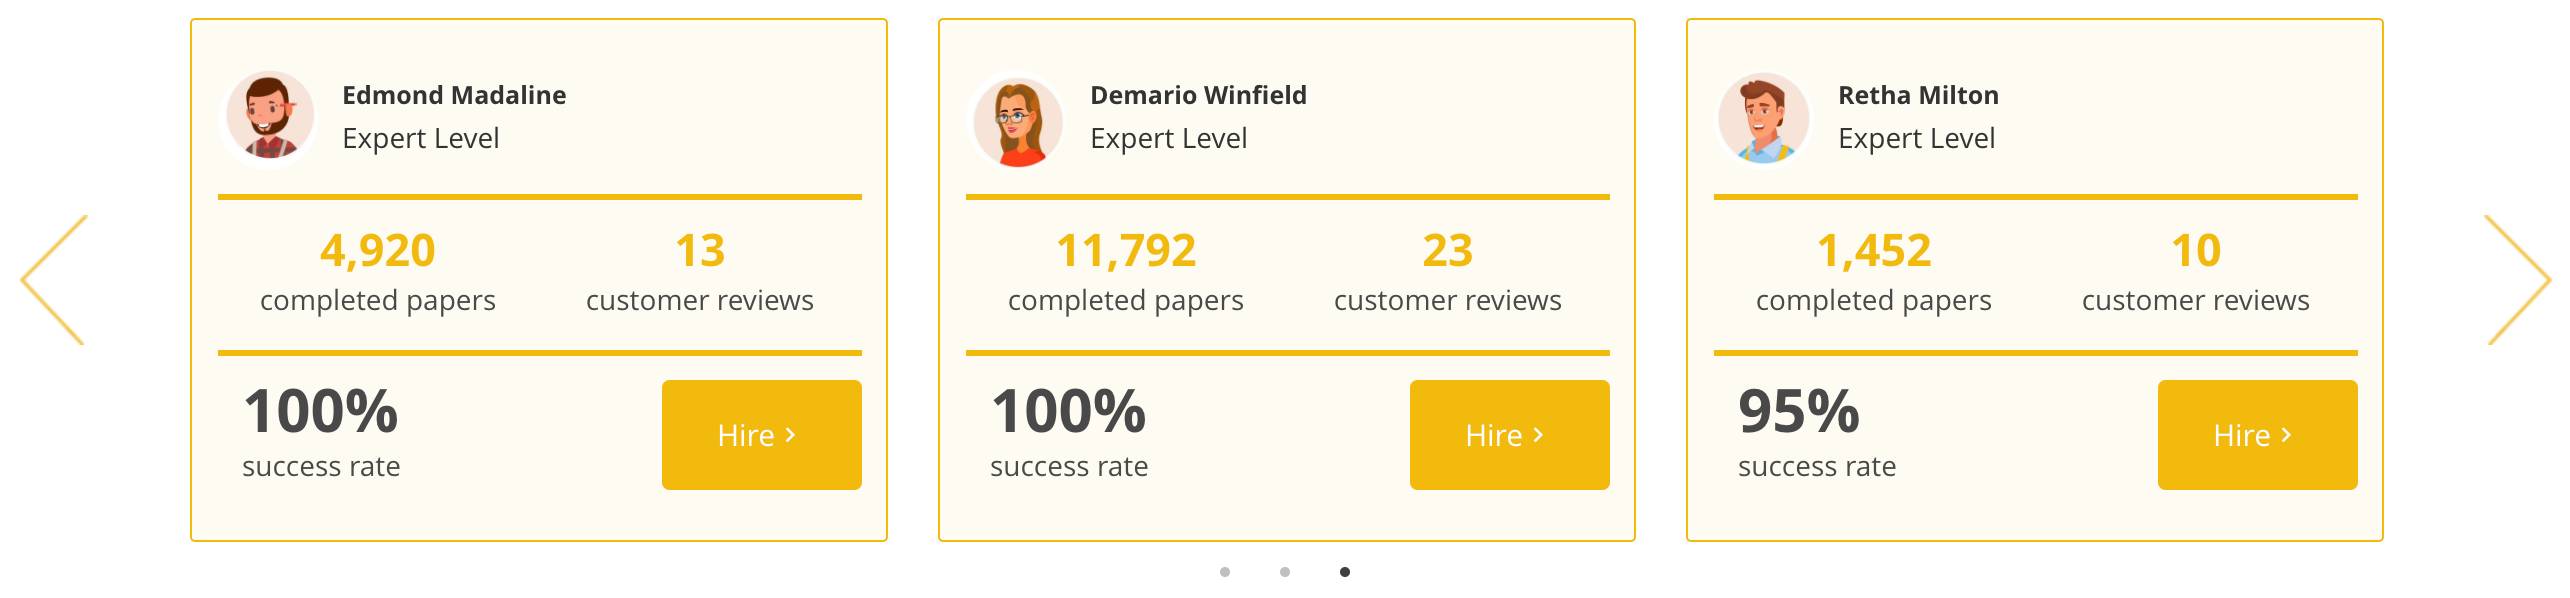 Edmond Madaline
Expert Level
4,920
completed papers
13
customer reviews
100%
success rate
Hire
Demario Winfield
Expert Level
11,792
completed papers
23
customer reviews
100%
success rate
Hire
Retha Milton
Expert Level
1,452
completed papers
10
customer reviews
95%
success rate
Hire